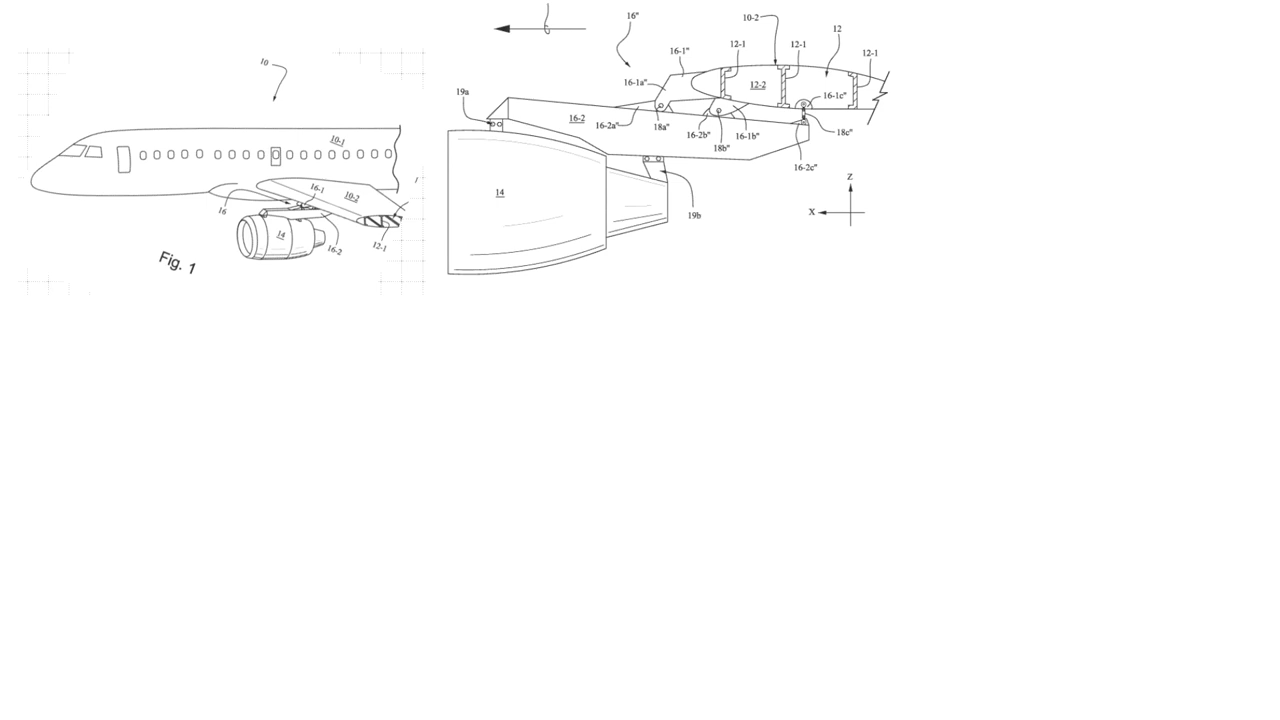 10
10-1
16-1
10-2
16
14
16-2
12-1
Fig. 1
16"
10-2
12
16-1"
12-1
12-1
12-1
16-1a"
12-2
16-1c"
19a
16-2
16-2a"
18a"
16-2b"
16-1b"
18c"
18b"
16-2c"
14
19b
Z
X